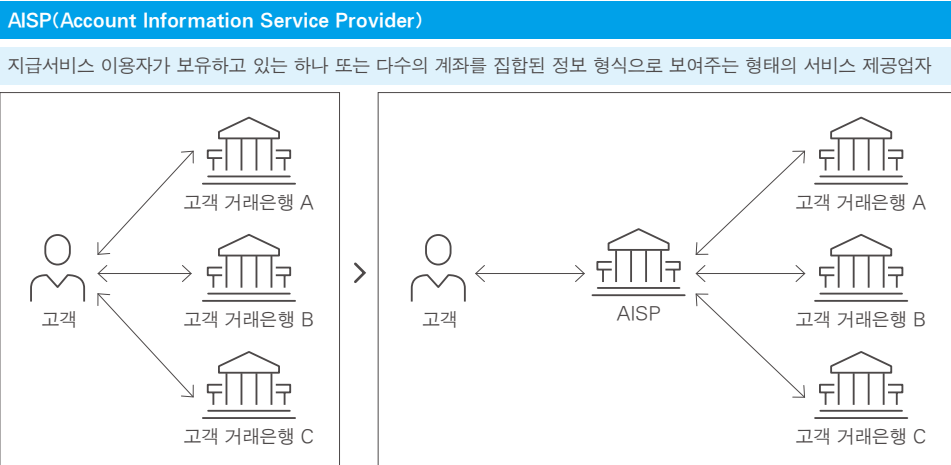 AISP(Account Information Service Provider)
지급서비스 이용자가 보유하고 있는 하나 또는 다수의 계좌를 집합된 정보 형식으로 보여주는 형태의 서비스 제공업자
고객 거래은행 A
고객
고객 거래은행 B
고객 거래은행 C
>
고객 거래은행 A
고객
AISP
고객 거래은행 B
고객 거래은행 C